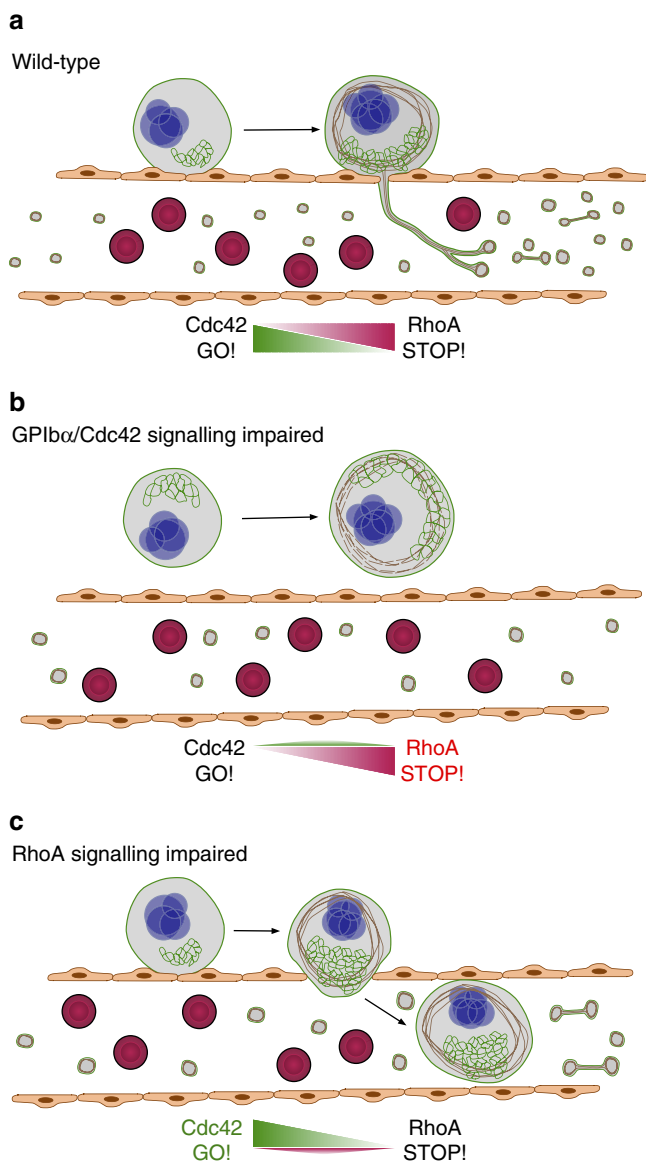 a
Wild-type
Cdc42 RhoA
GO! STOP!
b
GPIbα/Cdc42 signalling impaired
Cdc42 RhoA
GO! STOP!
c
RhoA signalling impaired
Cdc42 RhoA
GO! STOP!